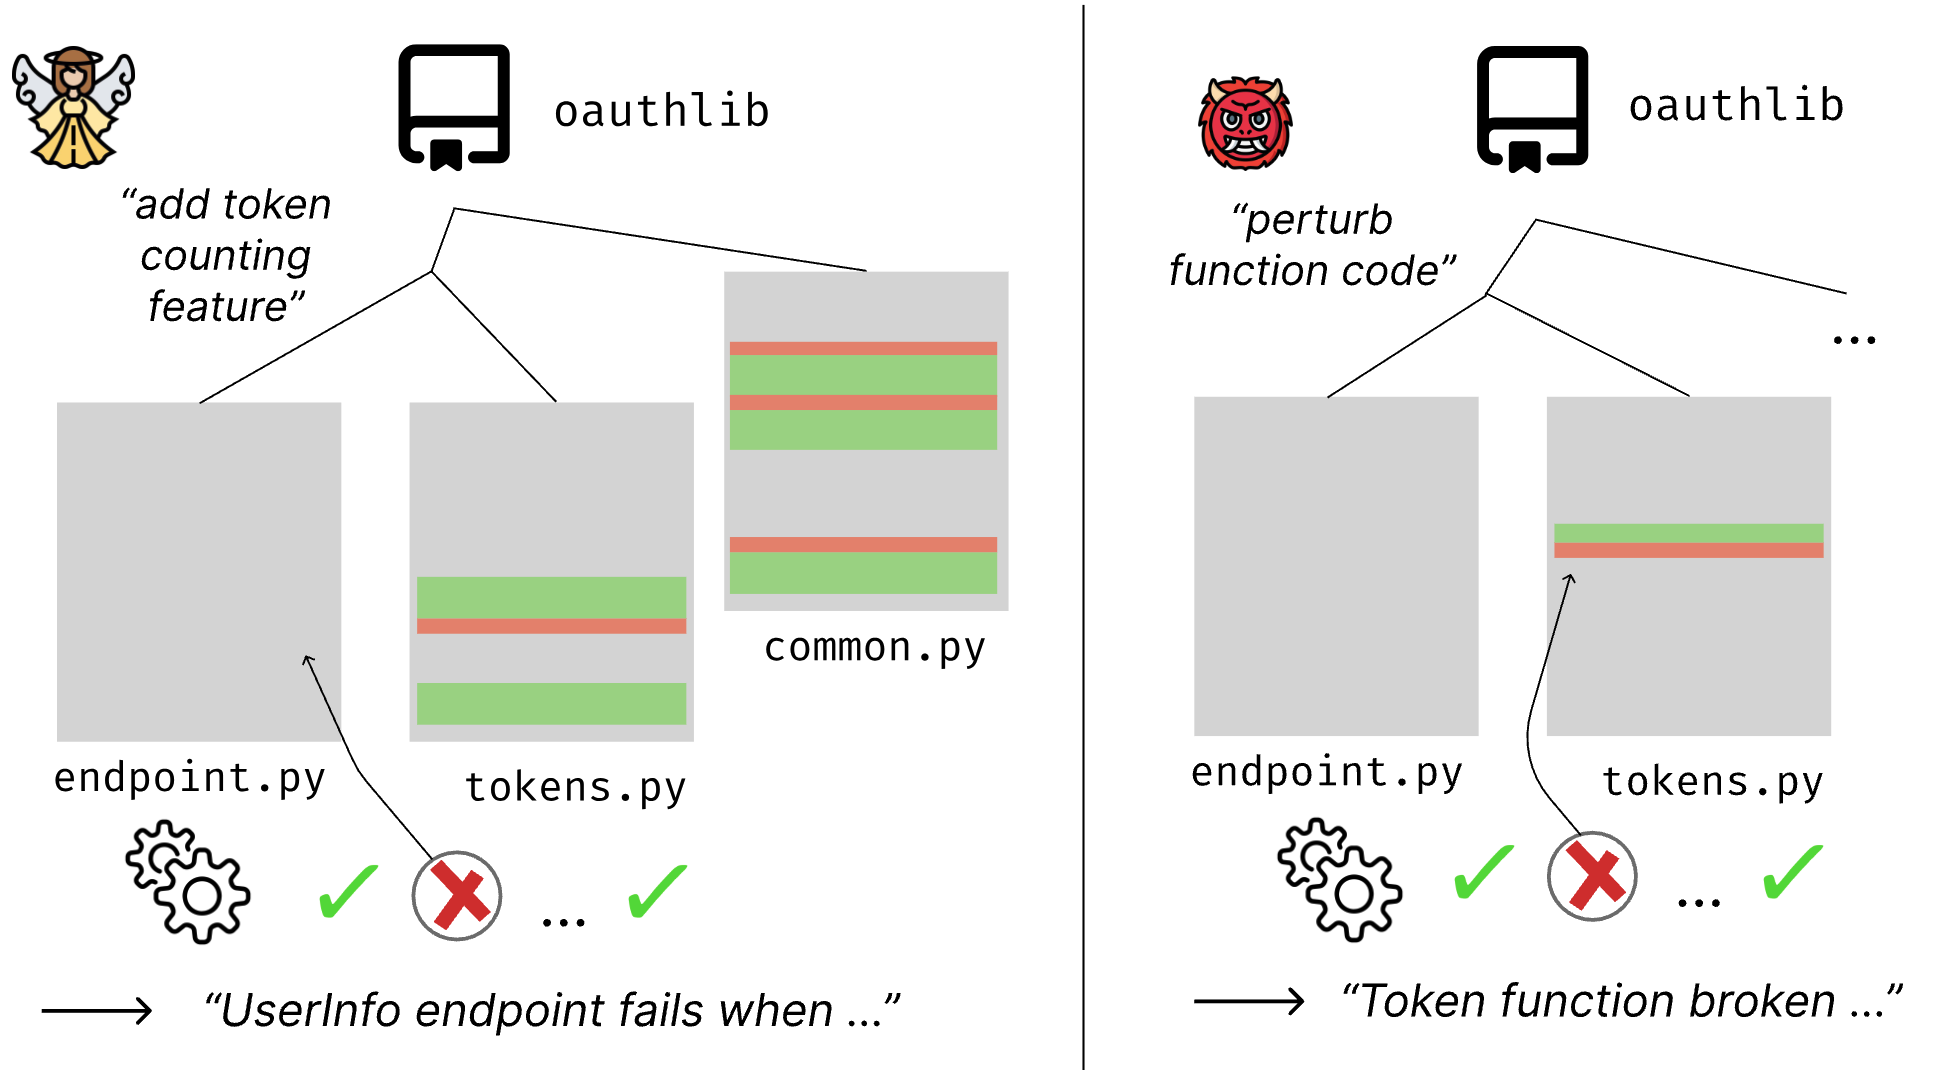 oauthlib
“add token
counting
feature”
common.py
endpoint.py
tokens.py
...
“UserInfo endpoint fails when ...”
oauthlib
“perturb
function code”
...
endpoint.py
tokens.py
...
“Token function broken ...”